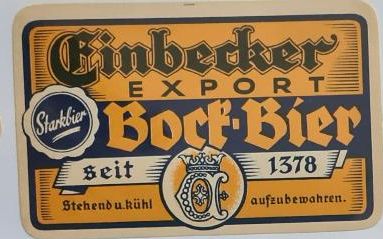 Einbecker
EXPORT
Starkbier
Bock-Bier
seit 1378
Stehend u. kühl aufzubewahren.